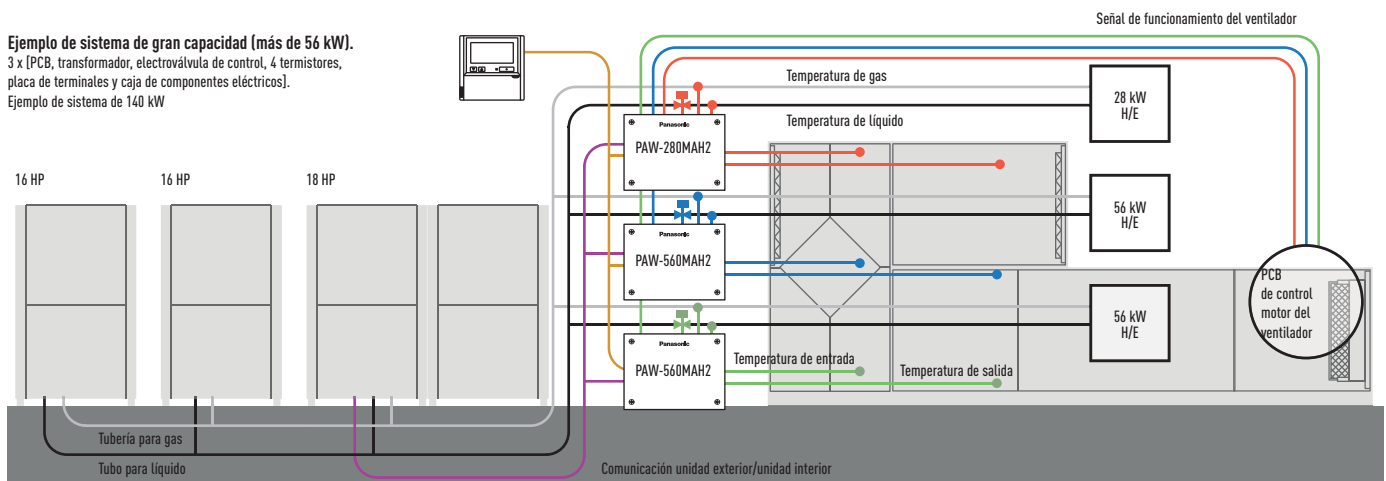 Señal de funcionamiento del ventilador
Ejemplo de sistema de gran capacidad (más de 56 kW).
3 x [PCB, transformador, electroválvula de control, 4 termistores,
placa de terminales y caja de componentes eléctricos].
Ejemplo de sistema de 140 kW
Temperatura de gas
28 kW
H/E
Panasonic
PAW-280MAH2
Temperatura de líquido
16 HP
16 HP
18 HP
56 kW
H/E
Panasonic
PAW-560MAH2
PCB
de control
motor del
ventilador
56 kW
H/E
Panasonic
PAW-560MAH2
Temperatura de entrada
Temperatura de salida
Tubería para gas
Tubo para líquido
Comunicación unidad exterior/unidad interior